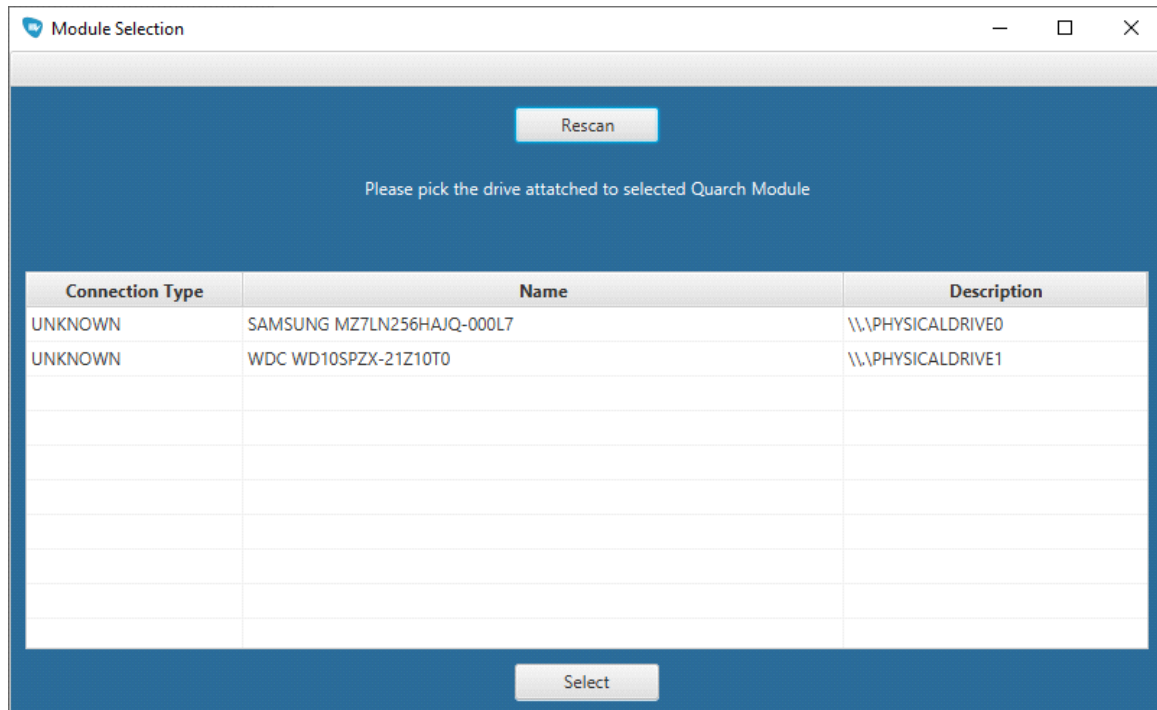 Module Selection
Rescan
Please pick the drive attatched to selected Quarch Module
Connection Type Name Description
UNKNOWN SAMSUNG MZ7LN256HAJQ-000L7 \\.\PHYSICALDRIVE0
UNKNOWN WDC WD10SPZX-21Z10T0 \\.\PHYSICALDRIVE1
Select